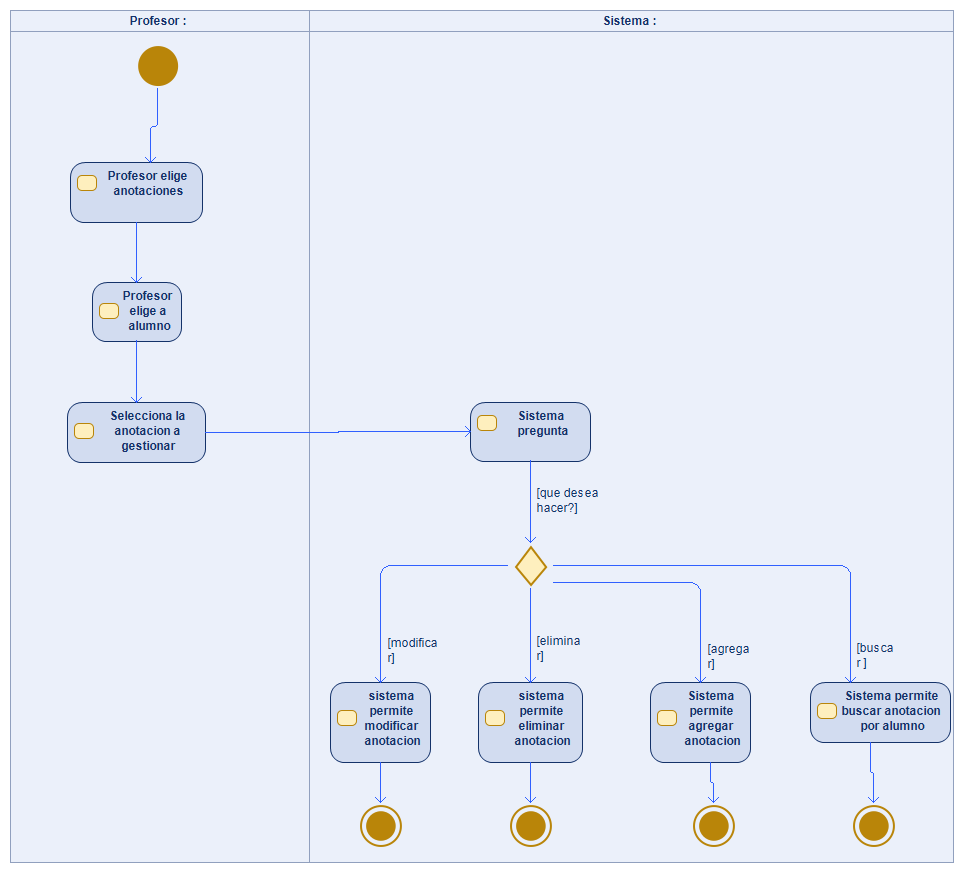 Profesor :
Sistema :
Profesor elige
anotaciones
Profesor
elige a
alumno
Selecciona la
anotacion a
gestionar
Sistema
pregunta
[que desea
hacer?]
[modifica
r]
[elimina
r]
[agrega
r]
[busca
r ]
sistema
permite
modificar
anotacion
sistema
permite
eliminar
anotacion
Sistema
permite
agregar
anotacion
Sistema permite
buscar anotacion
por alumno